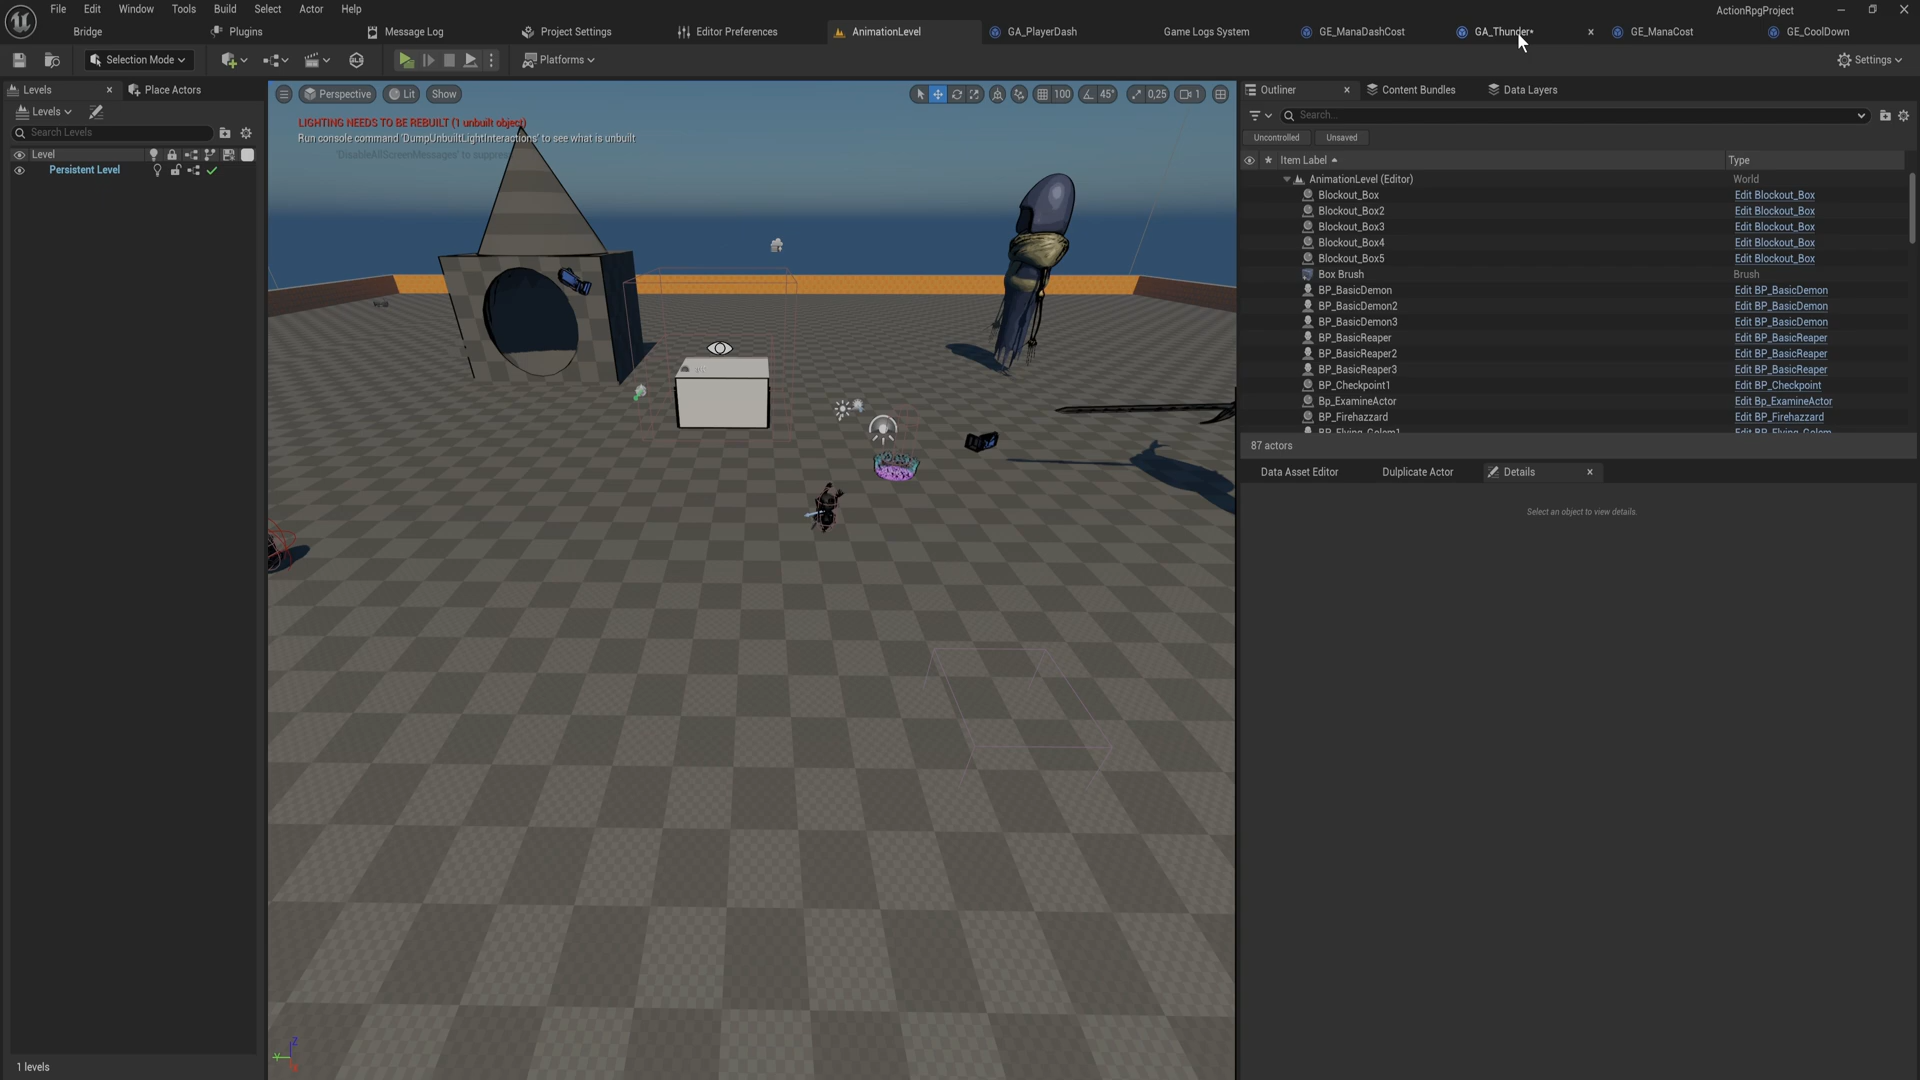 File Edit Window Tools Build Select Actor Help
ActionRpgProject
Bridge Plugins Message Log Project Settings Editor Preferences AnimationLevel GA_PlayerDash Game Logs System GE_ManaDashCost GA_Thunder* GE_ManaCost GE_CoolDown
Selection Mode Platforms Settings
Levels Place Actors
Levels
Search Levels
Level
Persistent Level
1 levels
Perspective Lit Show 100 45° 0,25 1
LIGHTING NEEDS TO BE REBUILT (1 unbuilt object)
Run console command 'DumpUnbuiltLightInteractions' to see what is unbuilt
'DisableAllScreenMessages' to suppress
Outliner Content Bundles Data Layers
Search...
Uncontrolled Unsaved
Item Label Type
AnimationLevel (Editor) World
Blockout_Box Edit Blockout_Box
Blockout_Box2 Edit Blockout_Box
Blockout_Box3 Edit Blockout_Box
Blockout_Box4 Edit Blockout_Box
Blockout_Box5 Edit Blockout_Box
Box Brush Brush
BP_BasicDemon Edit BP_BasicDemon
BP_BasicDemon2 Edit BP_BasicDemon
BP_BasicDemon3 Edit BP_BasicDemon
BP_BasicReaper Edit BP_BasicReaper
BP_BasicReaper2 Edit BP_BasicReaper
BP_BasicReaper3 Edit BP_BasicReaper
BP_Checkpoint1 Edit BP_Checkpoint
Bp_ExamineActor Edit Bp_ExamineActor
BP_Firehazzard Edit BP_Firehazzard
BP_Flying_Golem1 Edit BP_Flying_Golem
87 actors
Data Asset Editor Dulplicate Actor Details
Select an object to view details.
Z
Y
X